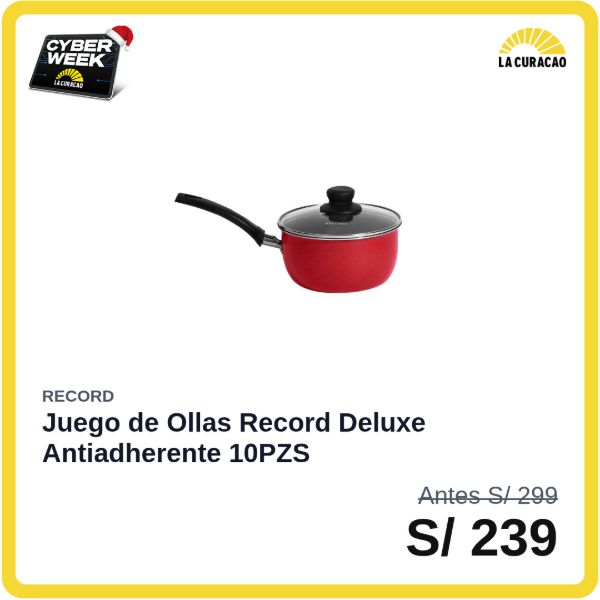 CYBER
WEEK
LA CURACAO
LA CURACAO
RECORD
Juego de Ollas Record Deluxe
Antiadherente 10PZS
Antes S/ 299
S/ 239